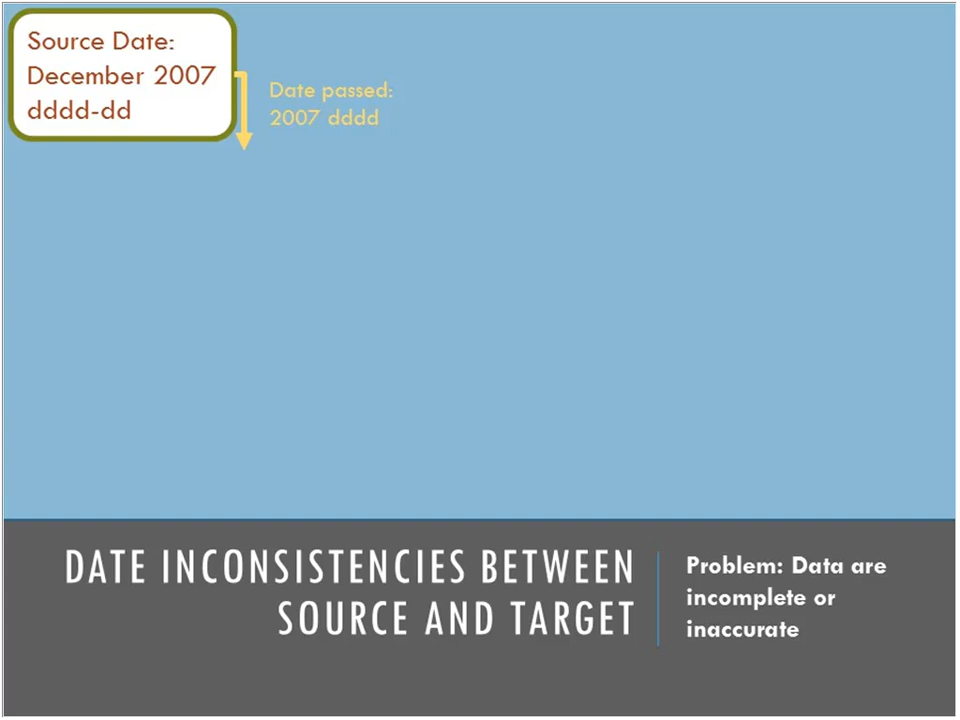 Source Date:
December 2007
dddd-dd
Date passed:
2007 dddd
DATE INCONSISTENCIES BETWEEN
SOURCE AND TARGET
Problem: Data are
incomplete or
inaccurate